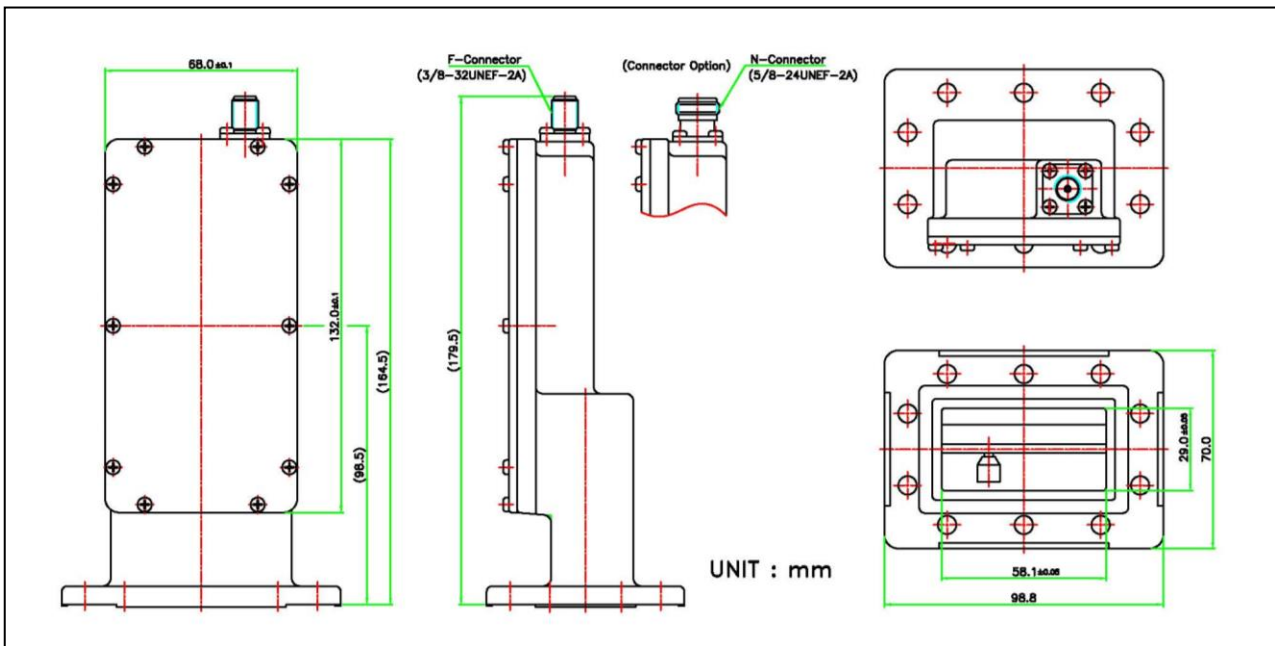 68.0±0.1
F-Connector
(3/8-32UNEF-2A)
(Connector Option)
N-Connector
(5/8-24UNEF-2A)
132.0±0.1
(164.5)
(98.5)
(179.5)
UNIT : mm
29.0±0.05
70.0
58.1±0.05
98.8